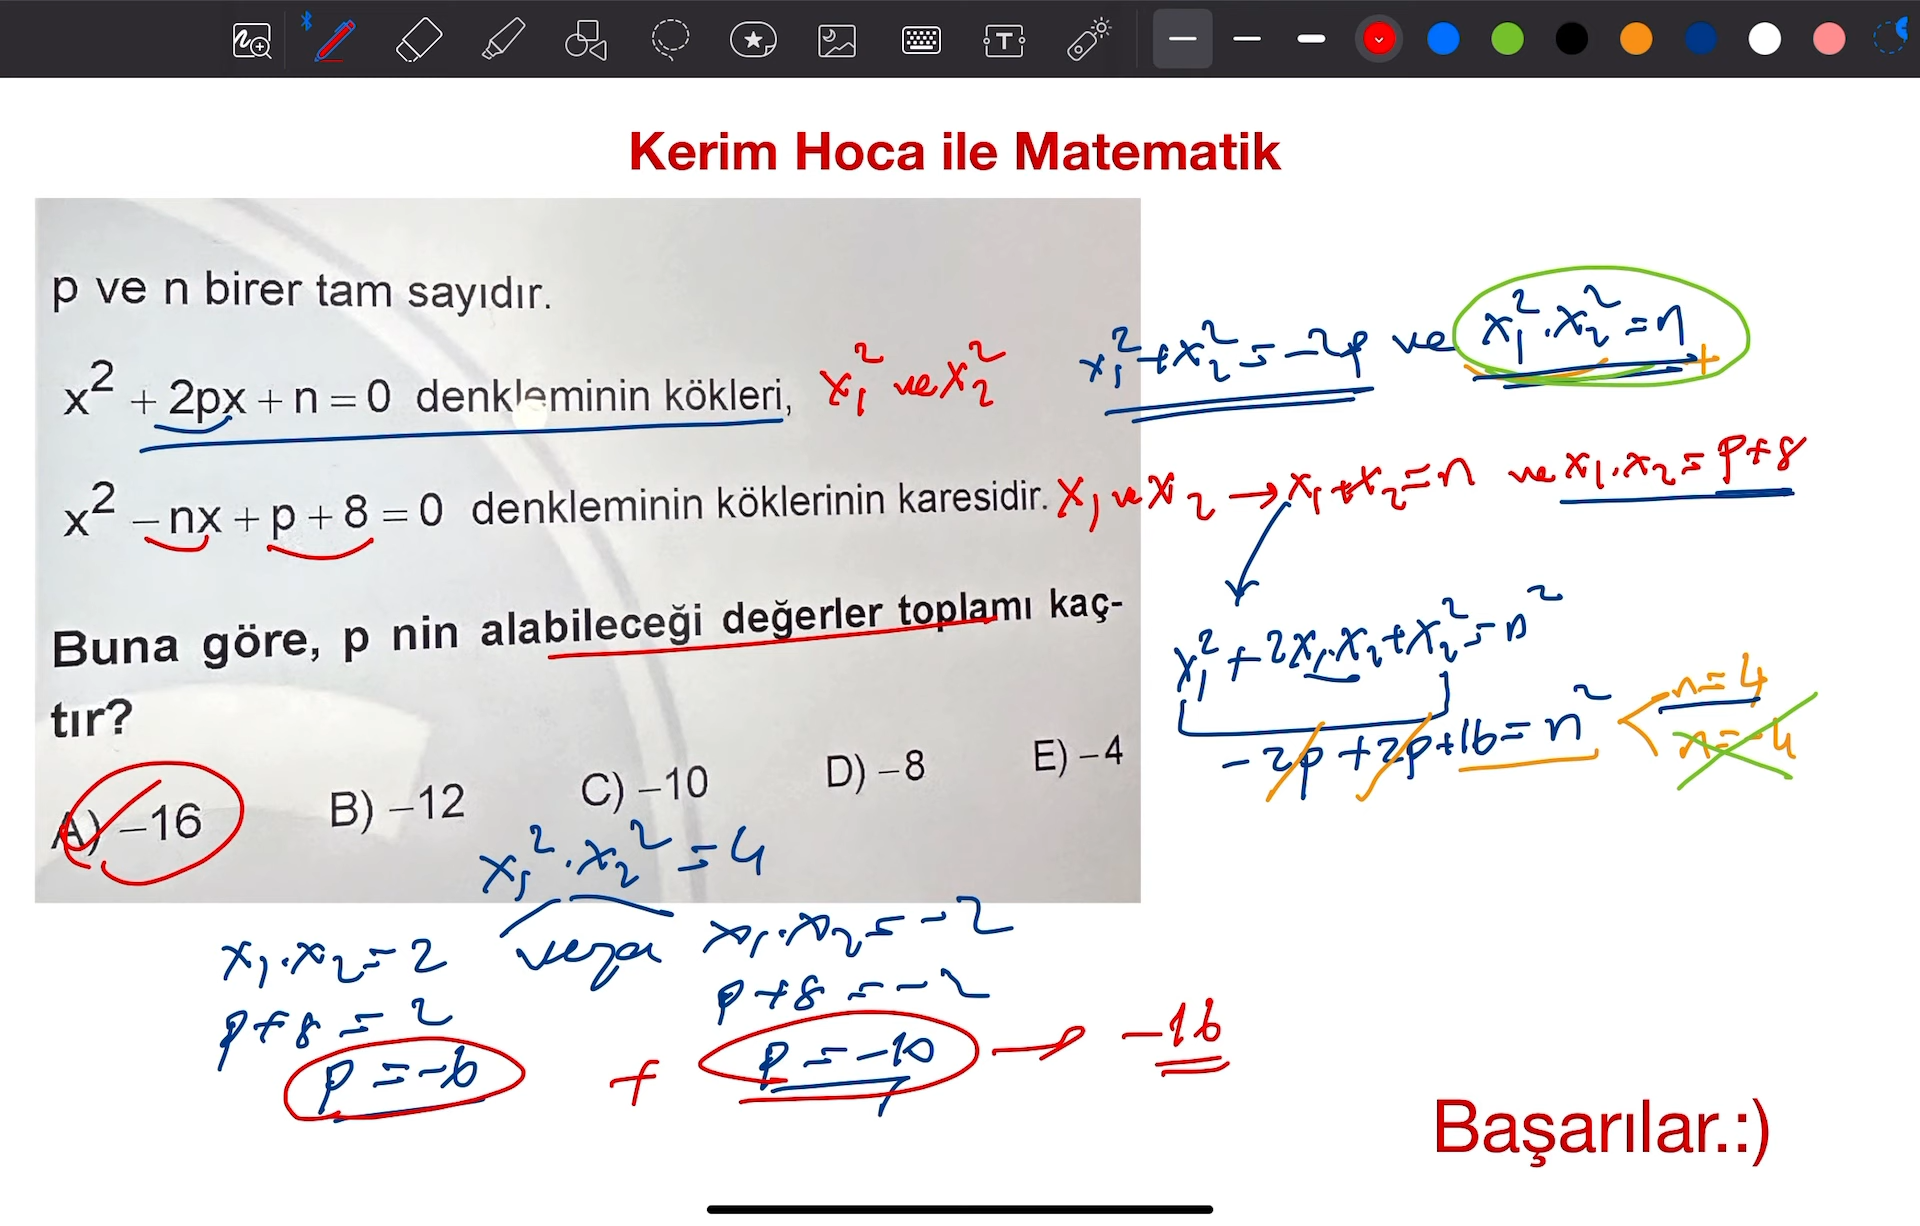 Kerim Hoca ile Matematik
p ve n birer tam sayıdır.
x² + 2px + n = 0 denkleminin kökleri, x₁² ve x₂²
x₁² + x₂² = -2p ve x₁².x₂² = n
+
x² – nx + p + 8 = 0 denkleminin köklerinin karesidir. x₁ ve x₂ → x₁ + x₂ = n ve x₁.x₂ = p+8
Buna göre, p nin alabileceği değerler toplamı kaç-
tır?
x₁² + 2x₁.x₂ + x₂² = n²
-2p + 2p + 16 = n²
n = 4
n = -4
A) –16 B) –12 C) –10 D) –8 E) –4
x₁².x₂² = 4
x₁.x₂ = 2 veya x₁.x₂ = -2
p+8 = 2 p+8 = -2
p = -6 + p = -10 → -16
Başarılar.:)